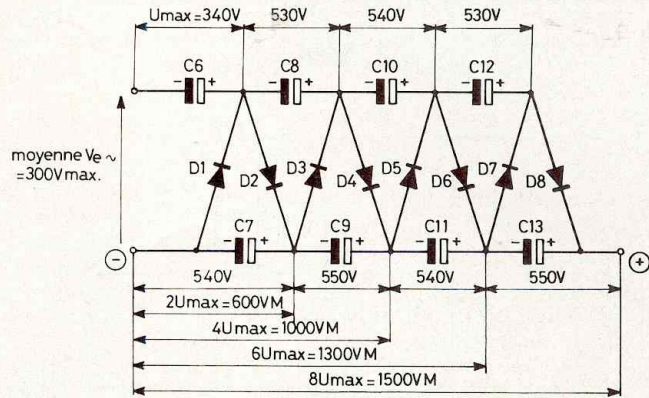 Umax=340V 530V 540V 530V
C6 C8 C10 C12
- + - + - + - +
moyenne Ve ~
=300V max.
D1 D2 D3 D4 D5 D6 D7 D8
C7 C9 C11 C13
- + - + - + - +
- +
540V 550V 540V 550V
2Umax=600VM
4Umax=1000VM
6Umax=1300VM
8Umax=1500VM